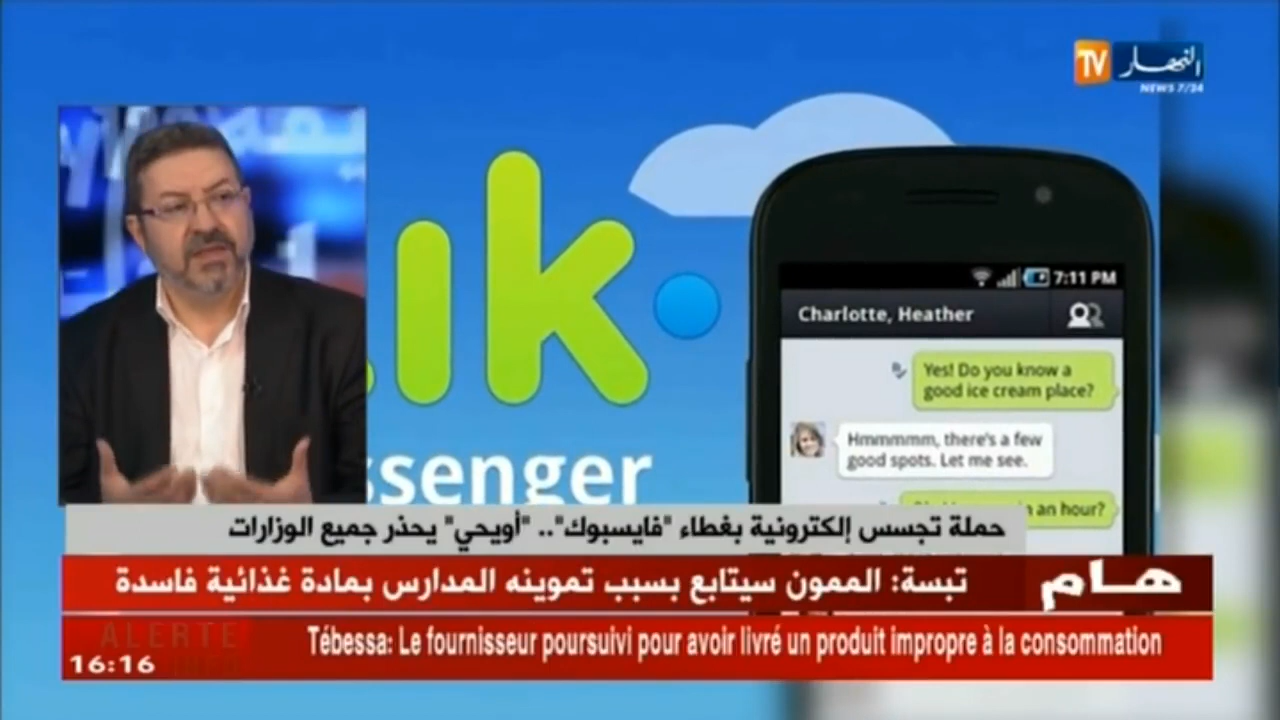 TV النهار
NEWS 7/24
ik
ssenger
7:11 PM
Charlotte, Heather
Yes! Do you know a
good ice cream place?
Hmmmmm, there's a few
good spots. Let me see.
in an hour?
حملة تجسس إلكترونية بغطاء "فايسبوك".. "أويحي" يحذر جميع الوزارات
هــام
تبسة: الممون سيتابع بسبب تموينه المدارس بمادة غذائية فاسدة
ALERTE
Tébessa: Le fournisseur poursuivi pour avoir livré un produit impropre à la consommation
16:16